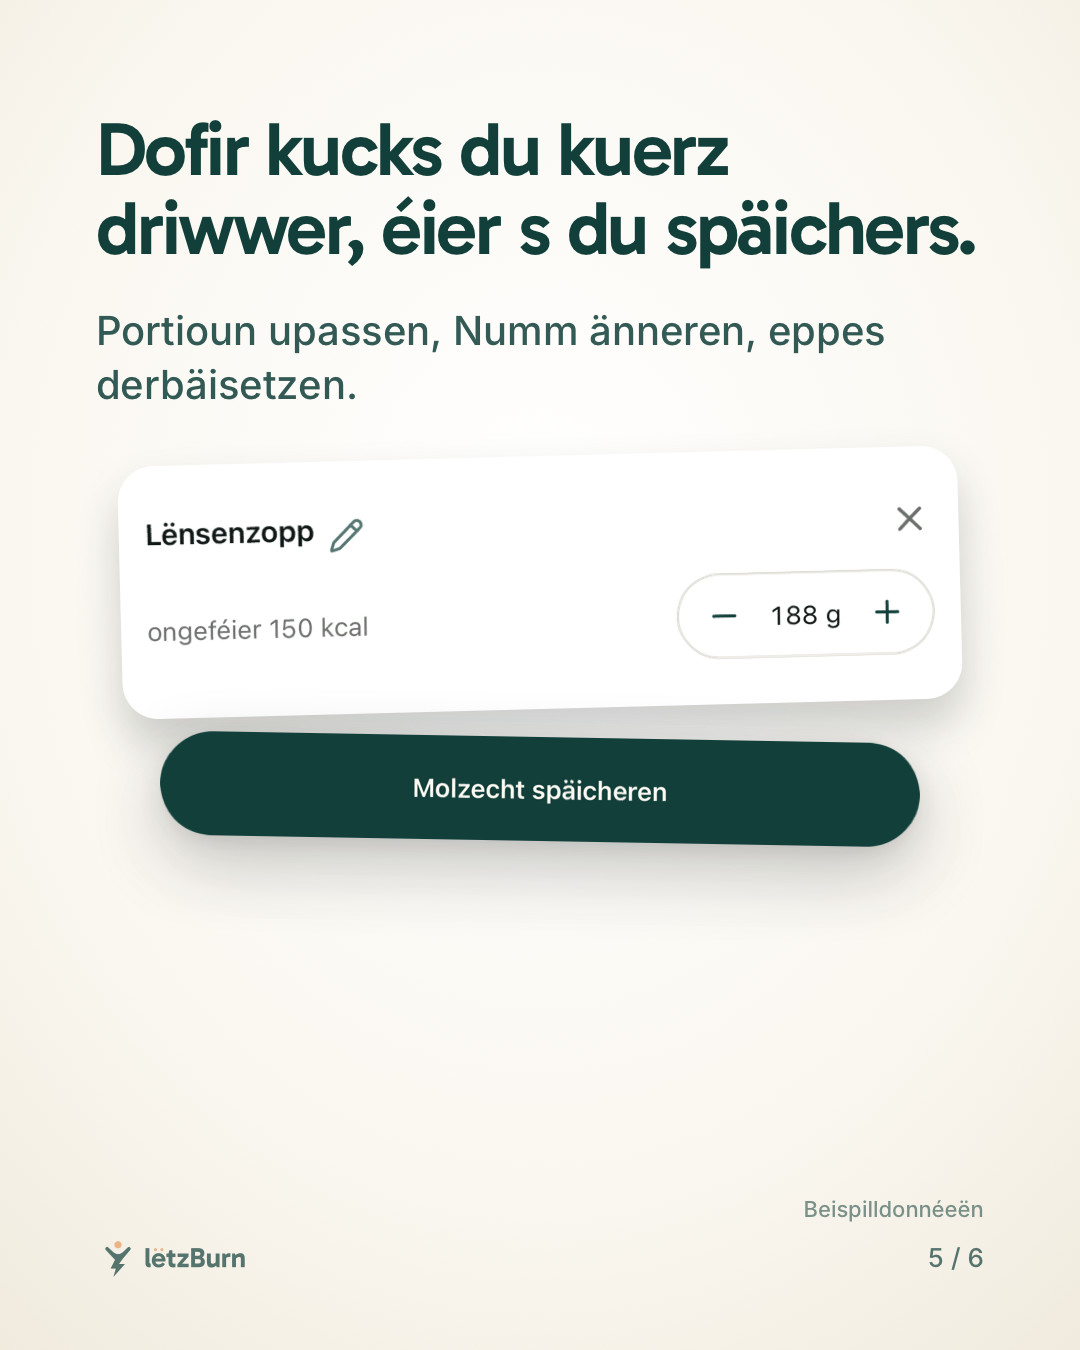 Dofir kucks du kuerz
driwwer, éier s du späichers.
Portioun upassen, Numm änneren, eppes
derbäisetzen.
Lënsenzopp
ongeféier 150 kcal
188 g
Molzecht späicheren
Beispilldonnéeën
lëtzBurn
5 / 6